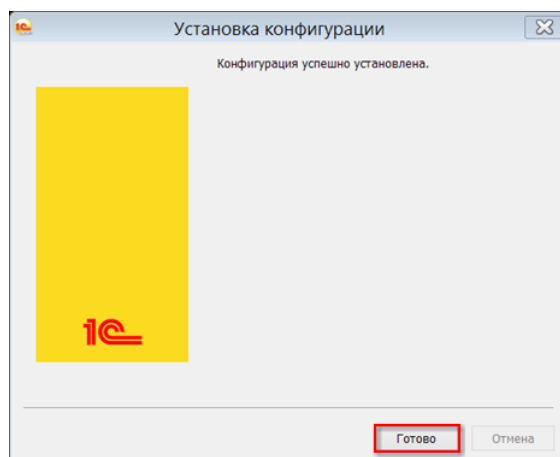 Установка конфигурации
Конфигурация успешно установлена.
1С
Готово
Отмена